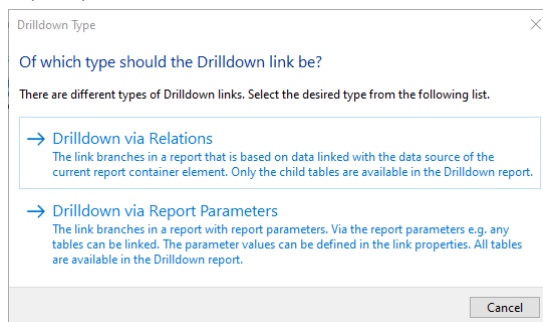 Drilldown Type
Of which type should the Drilldown link be?
There are different types of Drilldown links. Select the desired type from the following list.
Drilldown via Relations
The link branches in a report that is based on data linked with the data source of the
current report container element. Only the child tables are available in the Drilldown report.
Drilldown via Report Parameters
The link branches in a report with report parameters. Via the report parameters e.g. any
tables can be linked. The parameter values can be defined in the link properties. All tables
are available in the Drilldown report.
Cancel